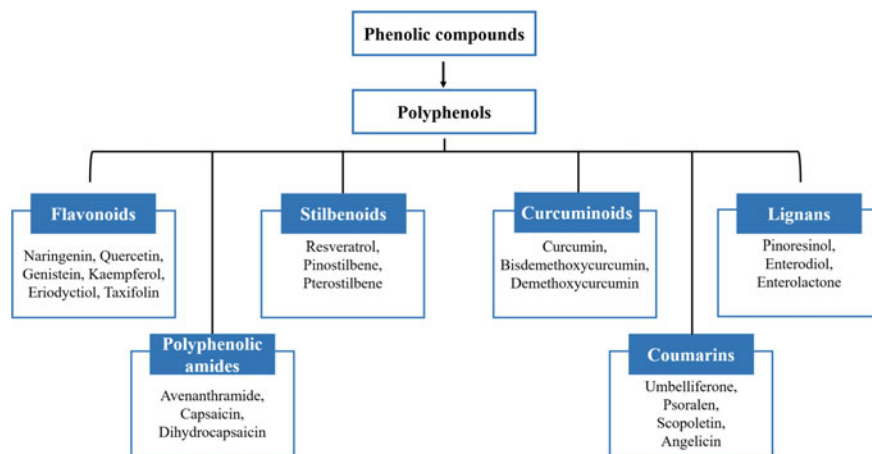 Phenolic compounds
Polyphenols
Flavonoids
Naringenin, Quercetin,
Genistein, Kaempferol,
Eriodyctiol, Taxifolin
Stilbenoids
Resveratrol,
Pinostilbene,
Pterostilbene
Curcuminoids
Curcumin,
Bisdemethoxycurcumin,
Demethoxycurcumin
Lignans
Pinoresinol,
Enterodiol,
Enterolactone
Polyphenolic
amides
Avenanthramide,
Capsaicin,
Dihydrocapsaicin
Coumarins
Umbelliferone,
Psoralen,
Scopoletin,
Angelicin